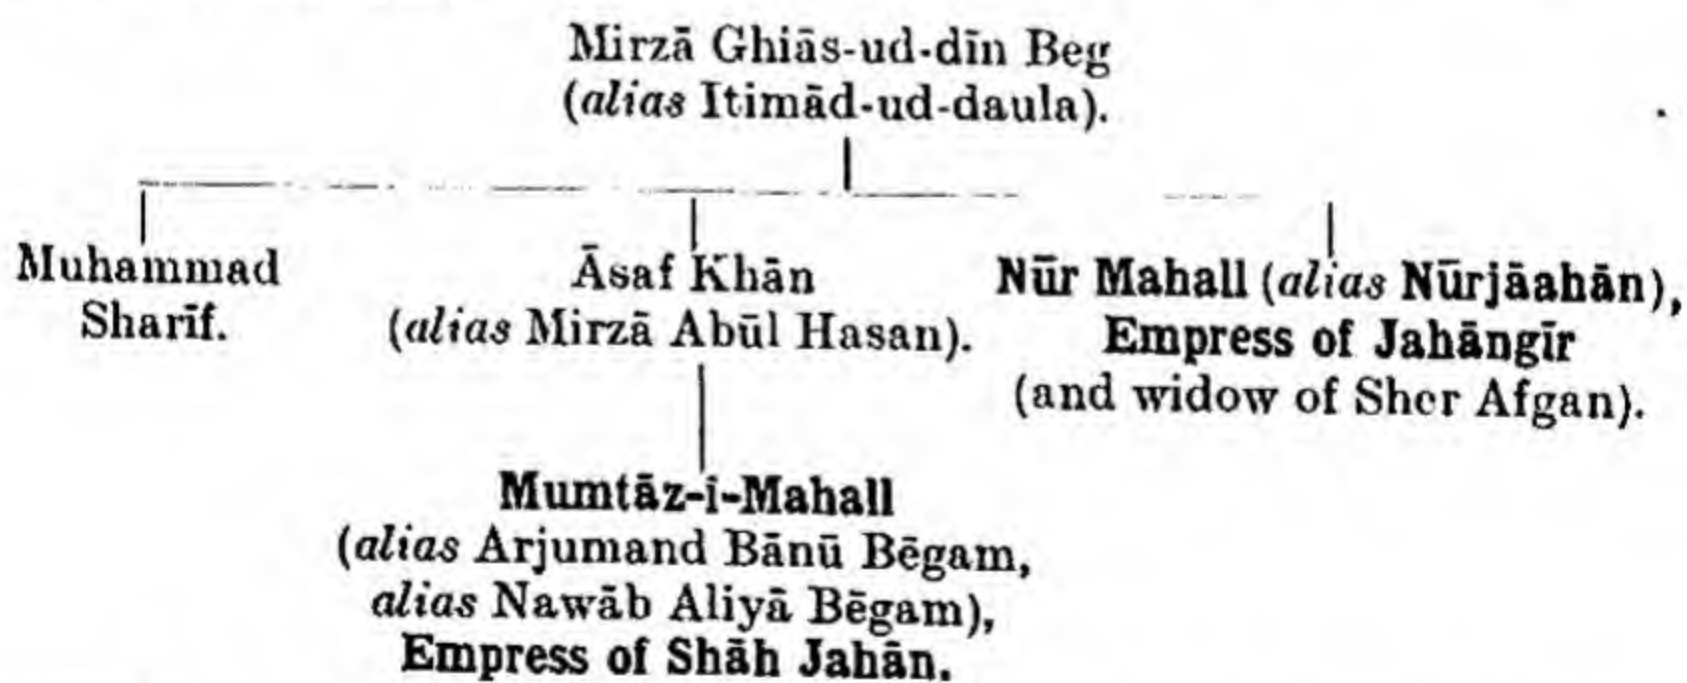 Mirzā Ghiās-ud-dīn Beg
(alias Itimād-ud-daula).
Muhammad
Sharīf.
Āsaf Khān
(alias Mirzā Abūl Hasan).
Nūr Mahall (alias Nūrjāahān),
Empress of Jahāngīr
(and widow of Sher Afgan).
Mumtāz-i-Mahall
(alias Arjumand Bānū Bēgam,
alias Nawāb Aliyā Bēgam),
Empress of Shāh Jahān.